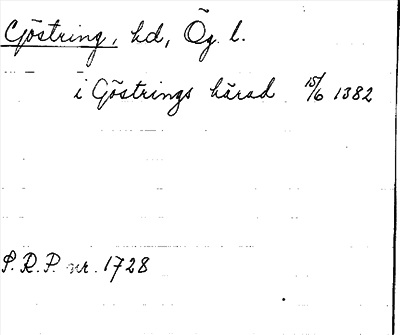 Göstring, hd, Ög. l.
i Göstrings härad 15/6 1382
P.R.P. nr. 1728